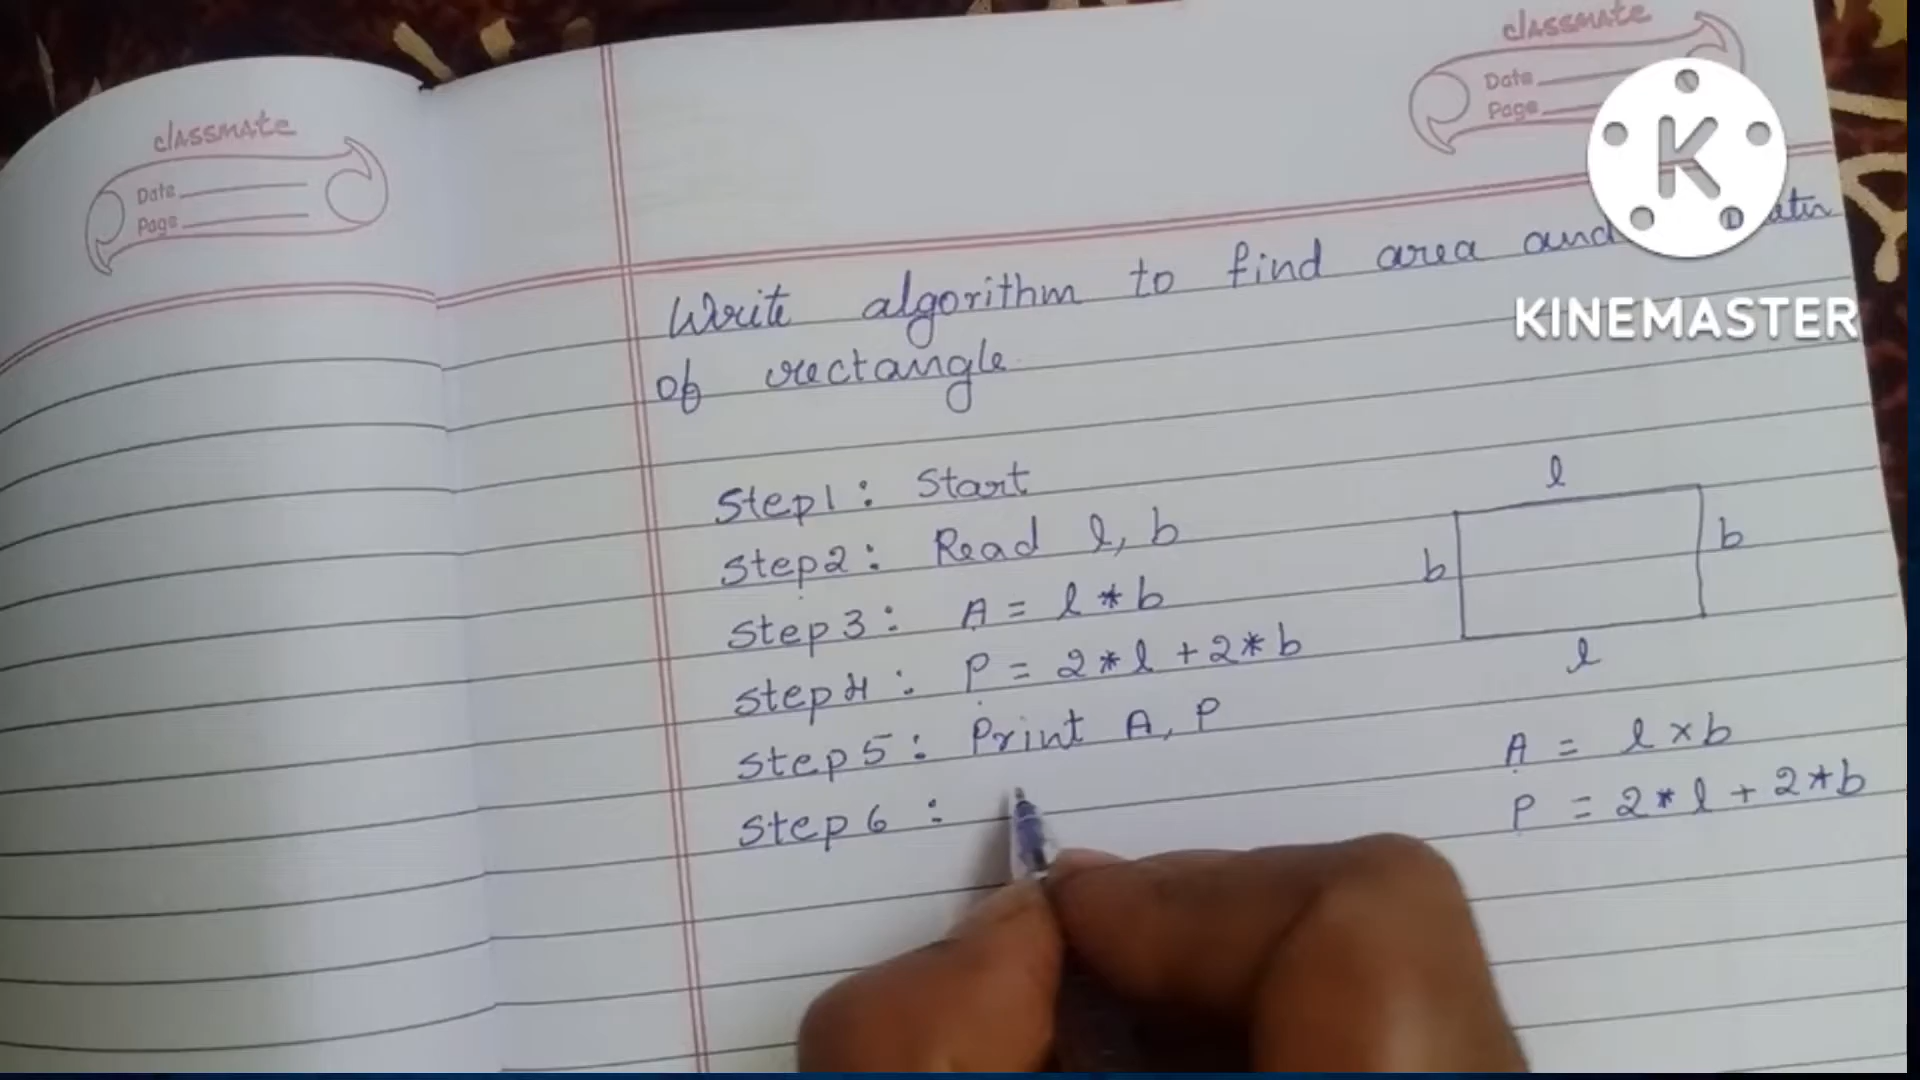 classmate
Date
Page
classmate
Date
Page
KINEMASTER
Write algorithm to find area and
of rectangle
Step1: Start
Step2: Read l, b
Step3: A = l * b
Step4: P = 2*l + 2*b
Step5: Print A, P
Step6:
l
b
b
l
A = l × b
P = 2*l + 2*b